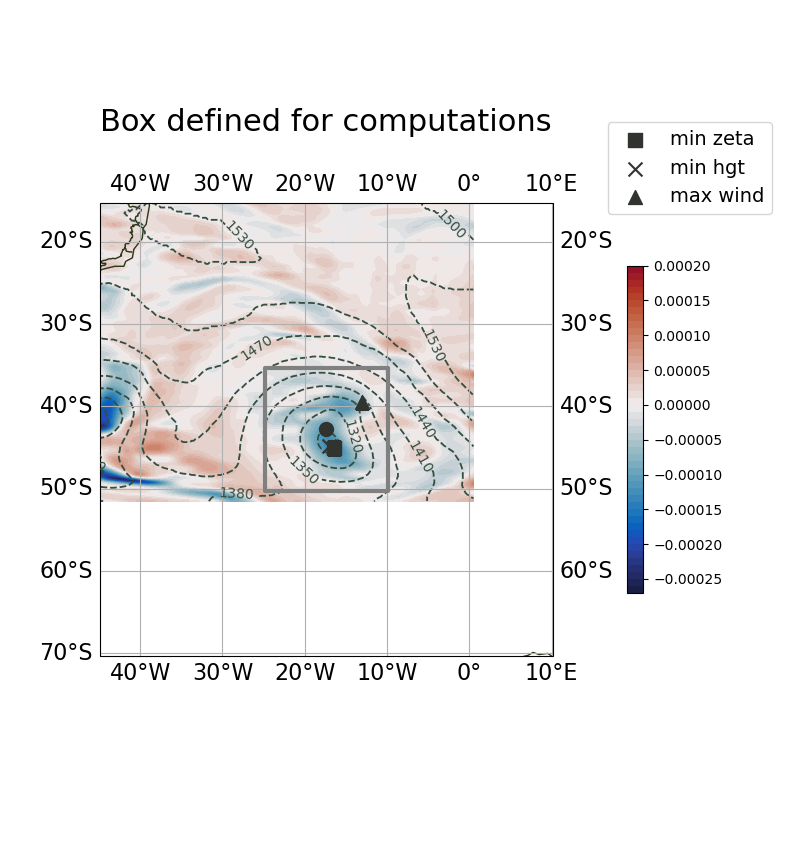 Box defined for computations
min zeta
min hgt
max wind
40°W 30°W 20°W 10°W 0° 10°E
20°S 20°S
30°S 30°S
40°S 40°S
50°S 50°S
60°S 60°S
70°S
40°W 30°W 20°W 10°W 0° 10°E
1530
1500
1470
1530
1440
1410
1320
1350
1380
0.00020
0.00015
0.00010
0.00005
0.00000
−0.00005
−0.00010
−0.00015
−0.00020
−0.00025